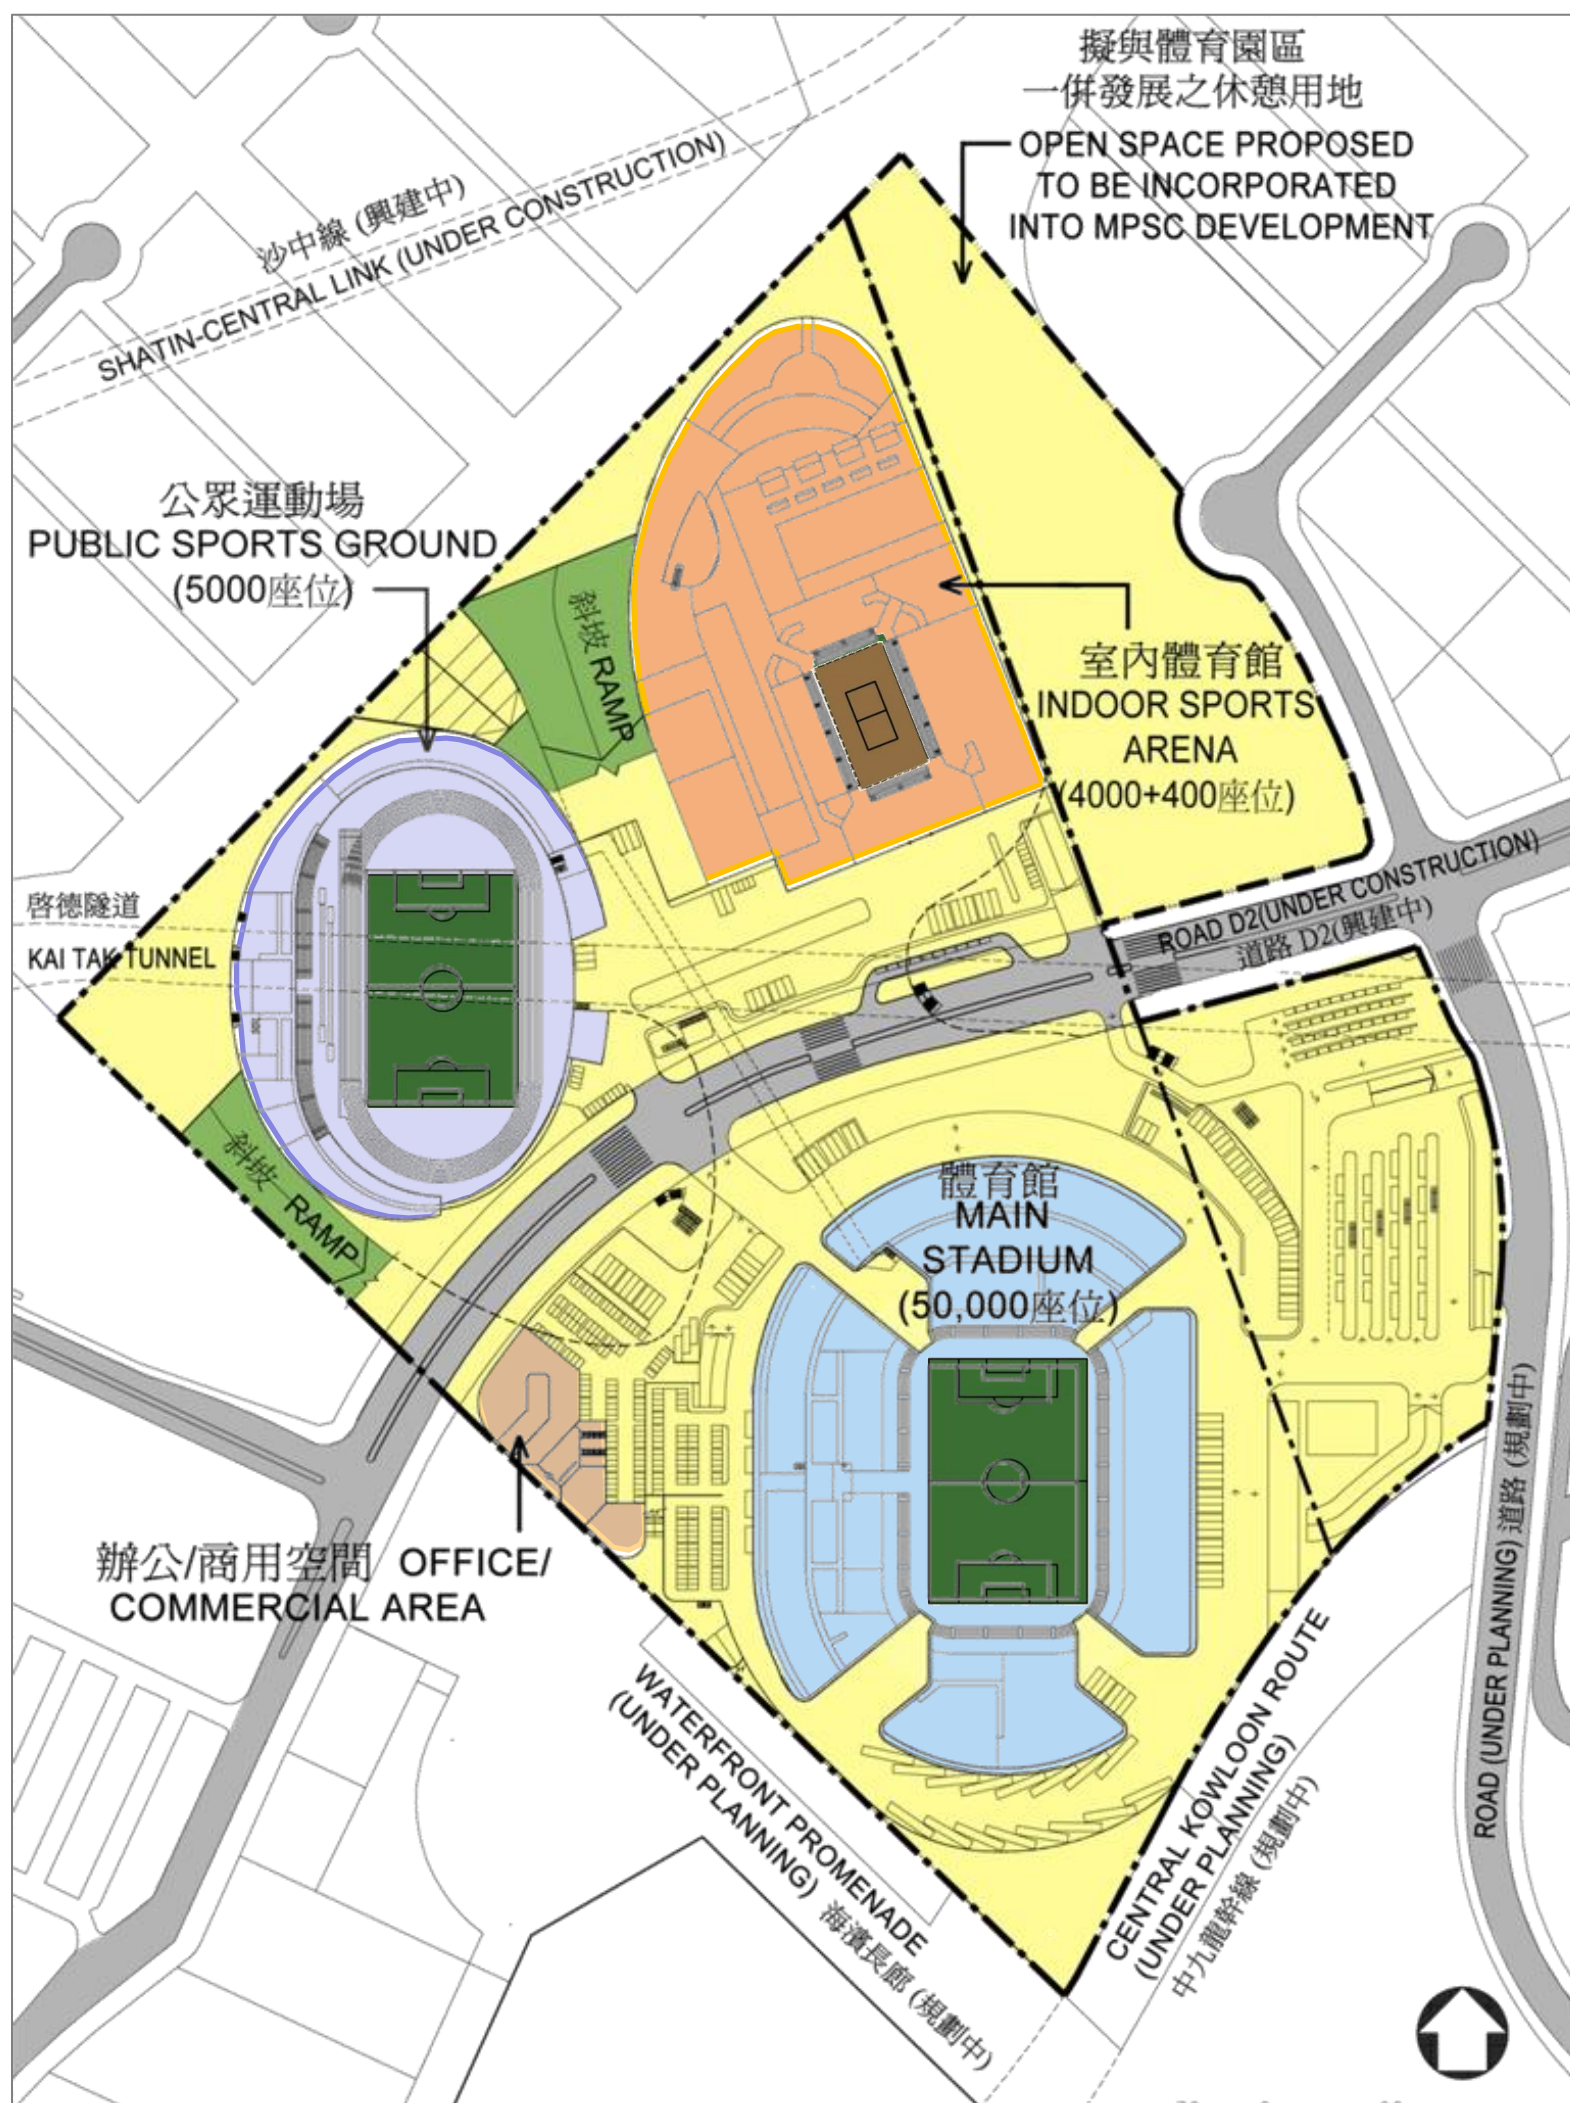 擬與體育園區
一併發展之休憩用地
OPEN SPACE PROPOSED
TO BE INCORPORATED
INTO MPSC DEVELOPMENT
沙中線 (興建中)
SHATIN-CENTRAL LINK (UNDER CONSTRUCTION)
公眾運動場
PUBLIC SPORTS GROUND
(5000座位)
斜坡 RAMP
室內體育館
INDOOR SPORTS
ARENA
(4000+400座位)
啓德隧道
KAI TAK TUNNEL
ROAD D2(UNDER CONSTRUCTION)
道路 D2(興建中)
斜坡 RAMP
體育館
MAIN
STADIUM
(50,000座位)
辦公/商用空間 OFFICE/
COMMERCIAL AREA
WATERFRONT PROMENADE
(UNDER PLANNING) 海濱長廊 (規劃中)
CENTRAL KOWLOON ROUTE
(UNDER PLANNING)
中九龍幹線 (規劃中)
ROAD (UNDER PLANNING) 道路 (規劃中)